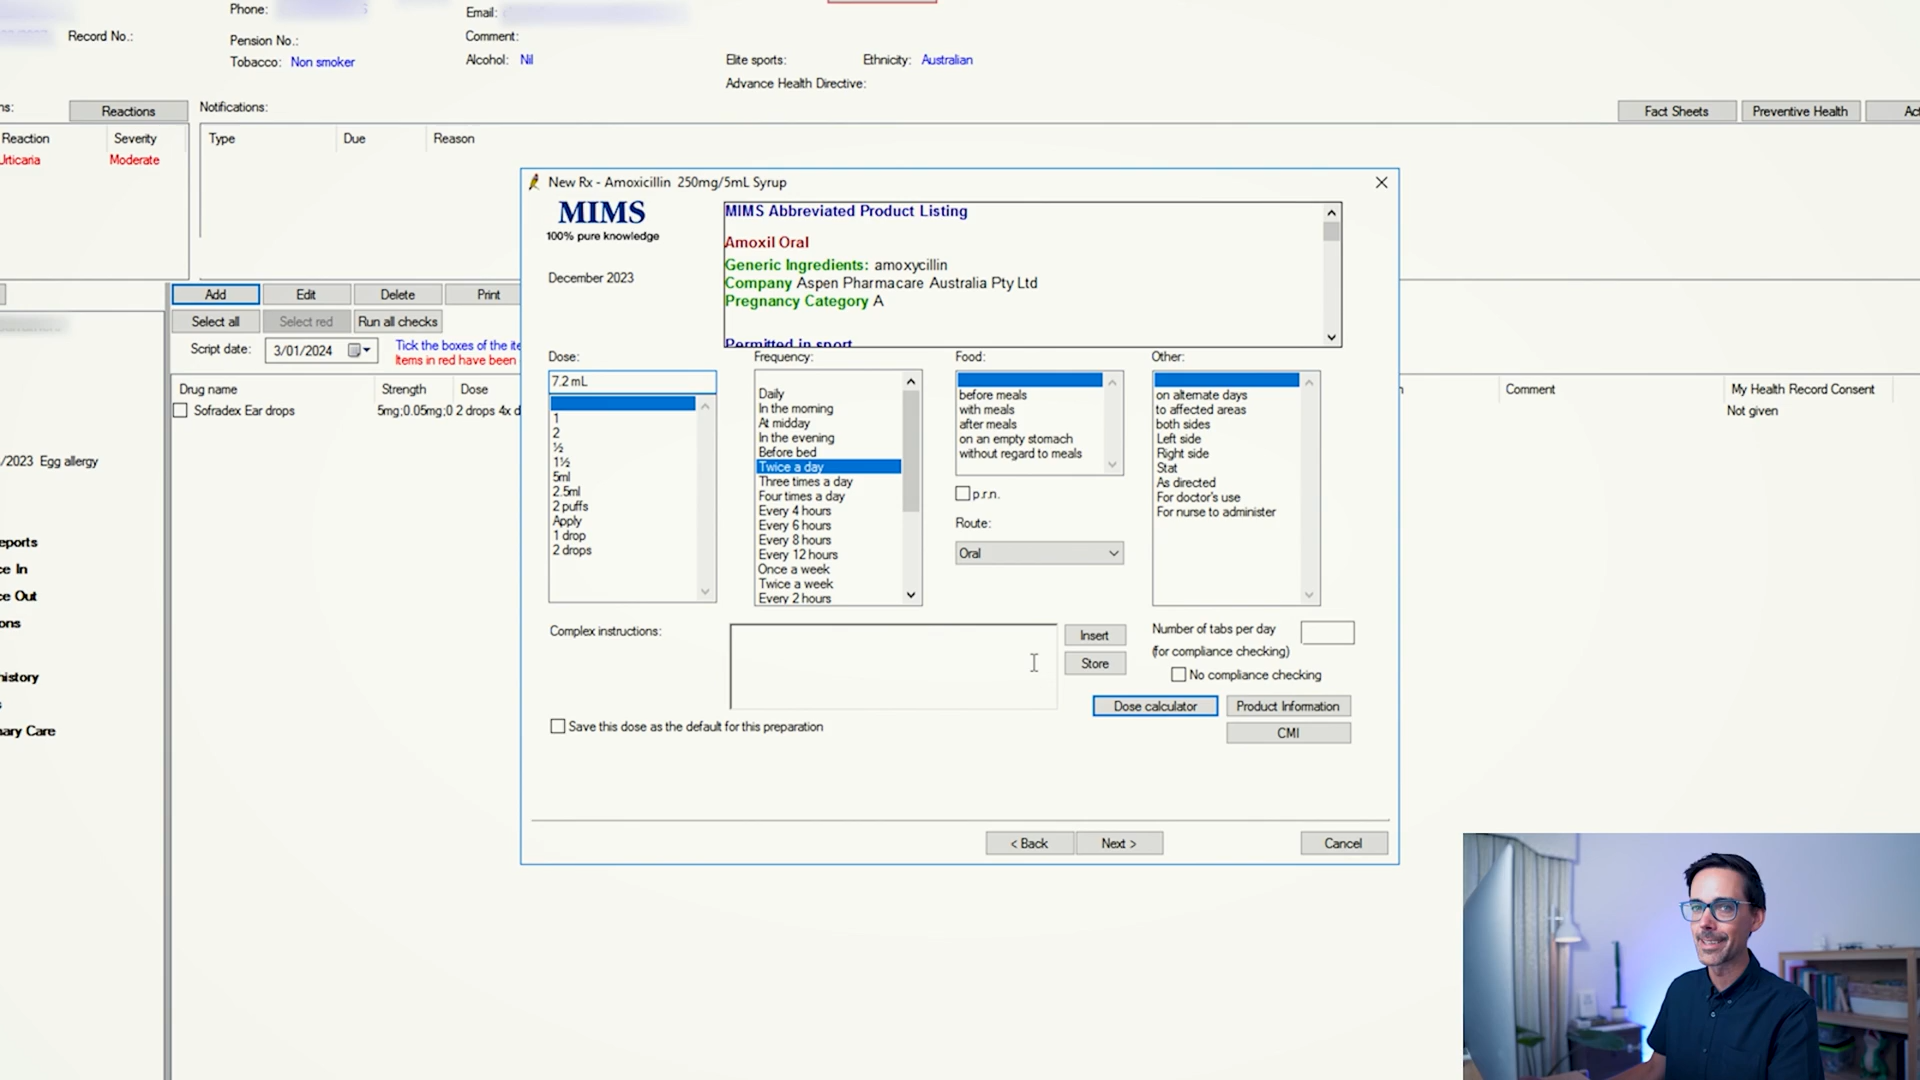 Phone:
Email:
Record No.:
Comment:
Pension No.:
Tobacco: Non smoker
Alcohol: Nil
Elite sports:
Ethnicity: Australian
Advance Health Directive:
Reactions
Notifications:
Fact Sheets
Preventive Health
Reaction Severity
Type Due Reason
Urticaria Moderate
New Rx - Amoxicillin 250mg/5mL Syrup
MIMS
100% pure knowledge
December 2023
MIMS Abbreviated Product Listing
Amoxil Oral
Generic Ingredients: amoxycillin
Company Aspen Pharmacare Australia Pty Ltd
Pregnancy Category A
Permitted in sport
Add Edit Delete Print
Select all Select red Run all checks
Script date: 3/01/2024
Tick the boxes of the ite
Items in red have been
Drug name Strength Dose
Comment
My Health Record Consent
Sofradex Ear drops 5mg;0.05mg;0 2 drops 4x d
Not given
/2023 Egg allergy
eports
ce In
ce Out
ons
history
s
nary Care
Dose:
7.2 mL
1
2
½
1½
5ml
2.5ml
2 puffs
Apply
1 drop
2 drops
Frequency:
Daily
In the morning
At midday
In the evening
Before bed
Twice a day
Three times a day
Four times a day
Every 4 hours
Every 6 hours
Every 8 hours
Every 12 hours
Once a week
Twice a week
Every 2 hours
Food:
before meals
with meals
after meals
on an empty stomach
without regard to meals
p.r.n.
Route:
Oral
Other:
on alternate days
to affected areas
both sides
Left side
Right side
Stat
As directed
For doctor's use
For nurse to administer
Complex instructions:
Insert
Store
Number of tabs per day
(for compliance checking)
No compliance checking
Dose calculator
Product Information
CMI
Save this dose as the default for this preparation
< Back
Next >
Cancel